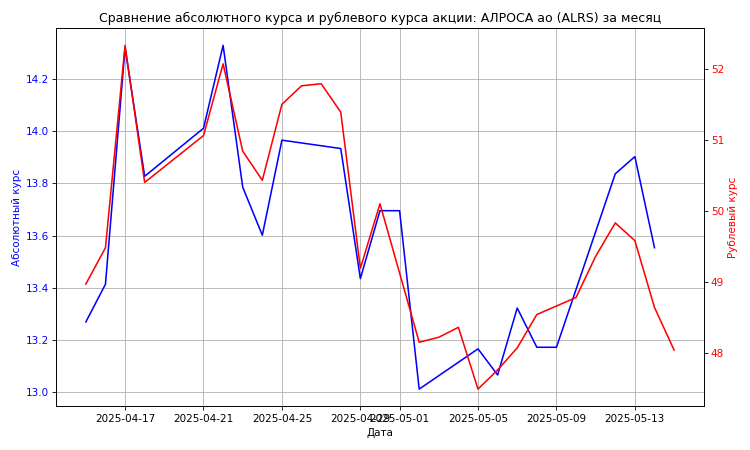 Сравнение абсолютного курса и рублевого курса акции: АЛРОСА ао (ALRS) за месяц
Абсолютный курс
14.2
14.0
13.8
13.6
13.4
13.2
13.0
52
51
50
49
48
Рублевый курс
2025-04-17 2025-04-21 2025-04-25 2025-04-29 2025-05-01 2025-05-05 2025-05-09 2025-05-13
Дата